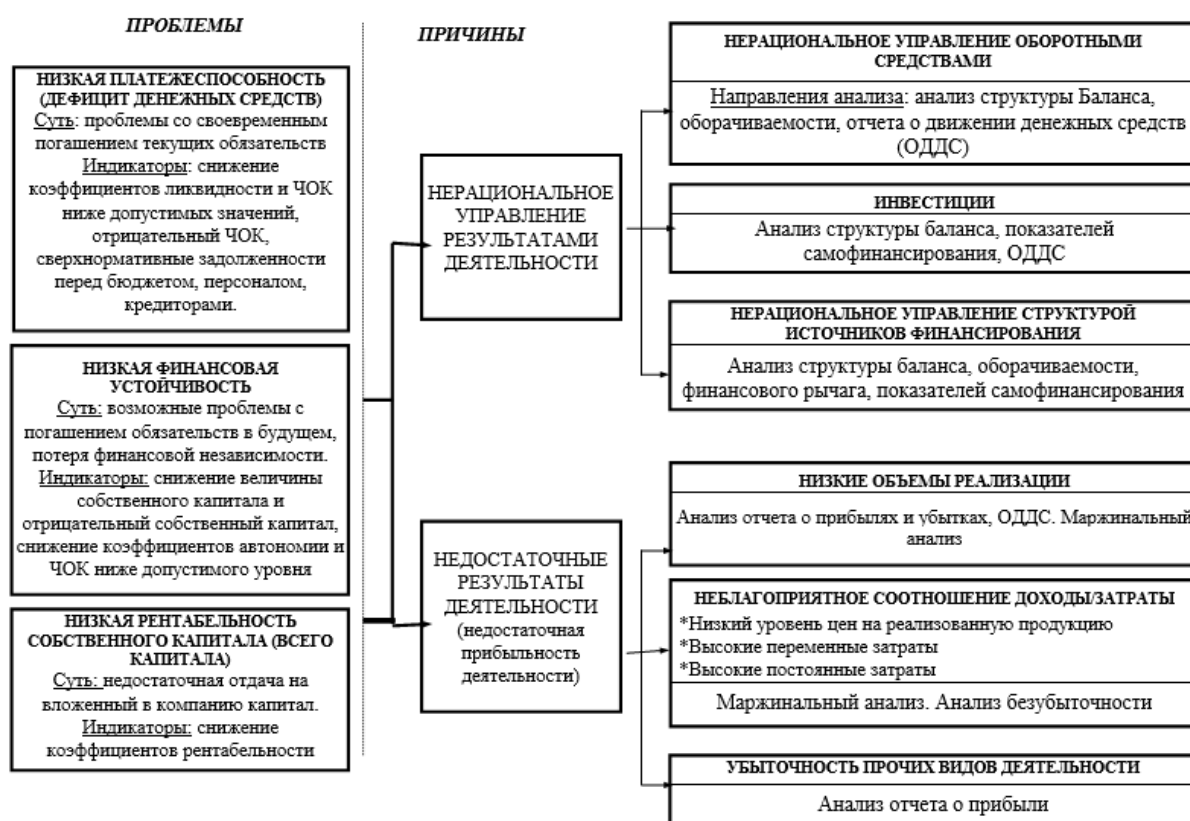 ПРОБЛЕМЫ
НИЗКАЯ ПЛАТЕЖЕСПОСОБНОСТЬ
(ДЕФИЦИТ ДЕНЕЖНЫХ СРЕДСТВ)
Суть: проблемы со своевременным
погашением текущих обязательств
Индикаторы: снижение
коэффициентов ликвидности и ЧОК
ниже допустимых значений,
отрицательный ЧОК,
сверхнормативные задолженности
перед бюджетом, персоналом,
кредиторами.
НИЗКАЯ ФИНАНСОВАЯ
УСТОЙЧИВОСТЬ
Суть: возможные проблемы с
погашением обязательств в будущем,
потеря финансовой независимости.
Индикаторы: снижение величины
собственного капитала и
отрицательный собственный капитал,
снижение коэффициентов автономии и
ЧОК ниже допустимого уровня
НИЗКАЯ РЕНТАБЕЛЬНОСТЬ
СОБСТВЕННОГО КАПИТАЛА (ВСЕГО
КАПИТАЛА)
Суть: недостаточная отдача на
вложенный в компанию капитал.
Индикаторы: снижение
коэффициентов рентабельности
ПРИЧИНЫ
НЕРАЦИОНАЛЬНОЕ
УПРАВЛЕНИЕ
РЕЗУЛЬТАТАМИ
ДЕЯТЕЛЬНОСТИ
НЕДОСТАТОЧНЫЕ
РЕЗУЛЬТАТЫ
ДЕЯТЕЛЬНОСТИ
(недостаточная
прибыльность
деятельности)
НЕРАЦИОНАЛЬНОЕ УПРАВЛЕНИЕ ОБОРОТНЫМИ
СРЕДСТВАМИ
Направления анализа: анализ структуры Баланса,
оборачиваемости, отчета о движении денежных средств
(ОДДС)
ИНВЕСТИЦИИ
Анализ структуры баланса, показателей
самофинансирования, ОДДС
НЕРАЦИОНАЛЬНОЕ УПРАВЛЕНИЕ СТРУКТУРОЙ
ИСТОЧНИКОВ ФИНАНСИРОВАНИЯ
Анализ структуры баланса, оборачиваемости,
финансового рычага, показателей самофинансирования
НИЗКИЕ ОБЪЕМЫ РЕАЛИЗАЦИИ
Анализ отчета о прибылях и убытках, ОДДС. Маржинальный
анализ
НЕБЛАГОПРИЯТНОЕ СООТНОШЕНИЕ ДОХОДЫ/ЗАТРАТЫ
*Низкий уровень цен на реализованную продукцию
*Высокие переменные затраты
*Высокие постоянные затраты
Маржинальный анализ. Анализ безубыточности
УБЫТОЧНОСТЬ ПРОЧИХ ВИДОВ ДЕЯТЕЛЬНОСТИ
Анализ отчета о прибыли